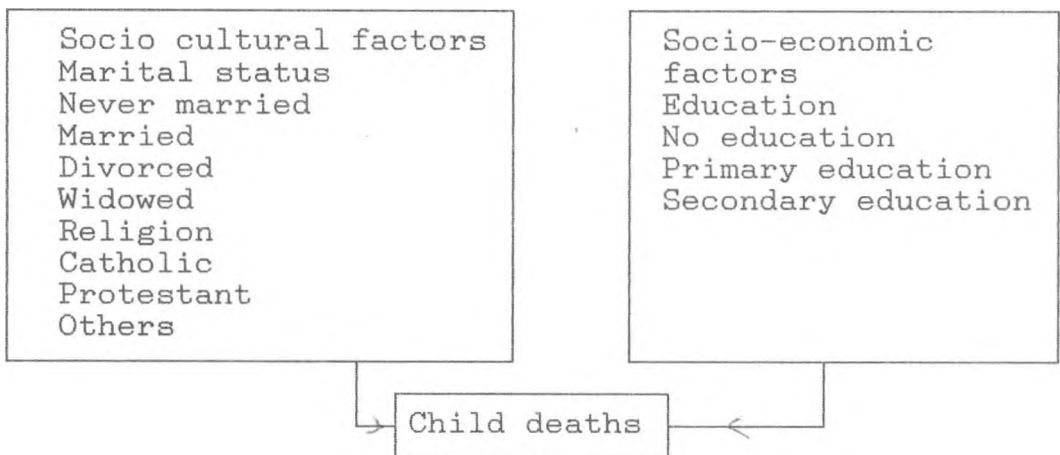 Socio cultural factors
Marital status
Never married
Married
Divorced
Widowed
Religion
Catholic
Protestant
Others
Socio-economic
factors
Education
No education
Primary education
Secondary education
Child deaths